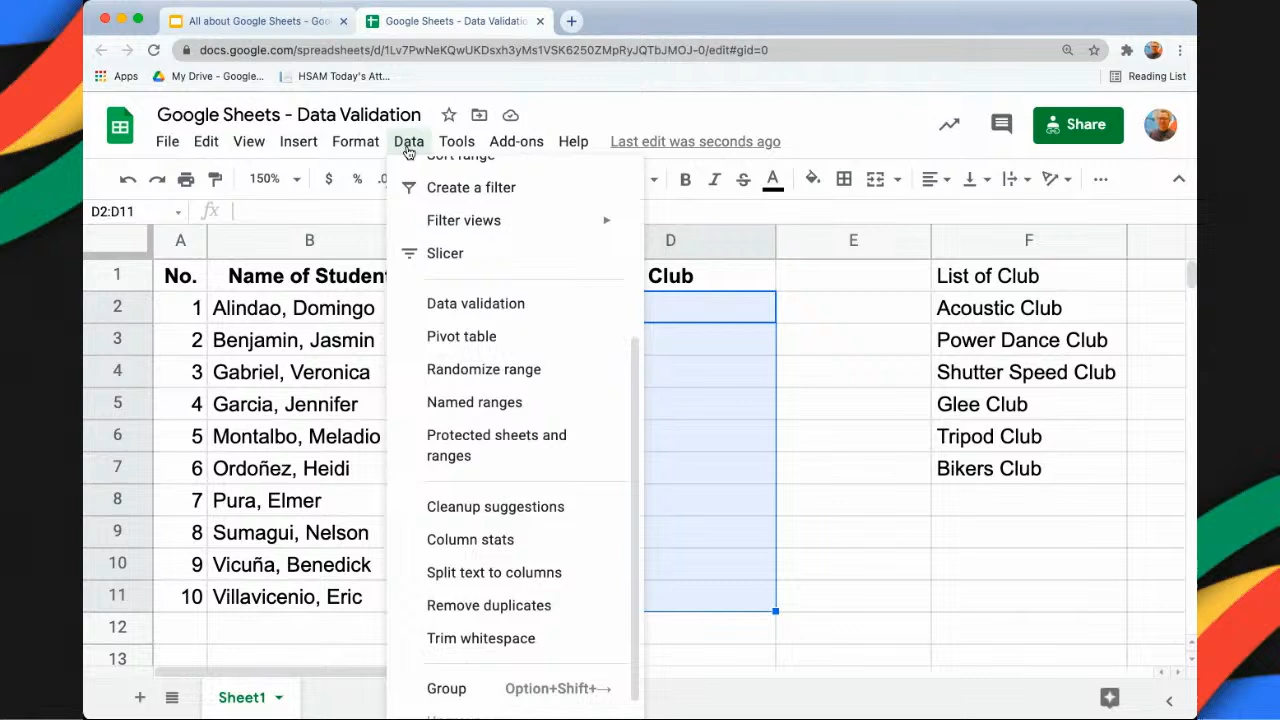 All about Google Sheets - Goo
Google Sheets - Data Validatio
docs.google.com/spreadsheets/d/1Lv7PwNeKQwUKDsxh3yMs1VSK6250ZMpRyJQTbJMOJ-0/edit#gid=0
Apps
My Drive - Google...
HSAM Today's Att...
Reading List
Google Sheets - Data Validation
File Edit View Insert Format Data Tools Add-ons Help Last edit was seconds ago
Share
150% $ % .0
B I S A
D2:D11
fx
A B D E F
1 No. Name of Student Club List of Club
2 1 Alindao, Domingo Acoustic Club
3 2 Benjamin, Jasmin Power Dance Club
4 3 Gabriel, Veronica Shutter Speed Club
5 4 Garcia, Jennifer Glee Club
6 5 Montalbo, Meladio Tripod Club
7 6 Ordoñez, Heidi Bikers Club
8 7 Pura, Elmer
9 8 Sumagui, Nelson
10 9 Vicuña, Benedick
11 10 Villavicenio, Eric
12
13
Sort range
Create a filter
Filter views
Slicer
Data validation
Pivot table
Randomize range
Named ranges
Protected sheets and
ranges
Cleanup suggestions
Column stats
Split text to columns
Remove duplicates
Trim whitespace
Group Option+Shift+→
Sheet1